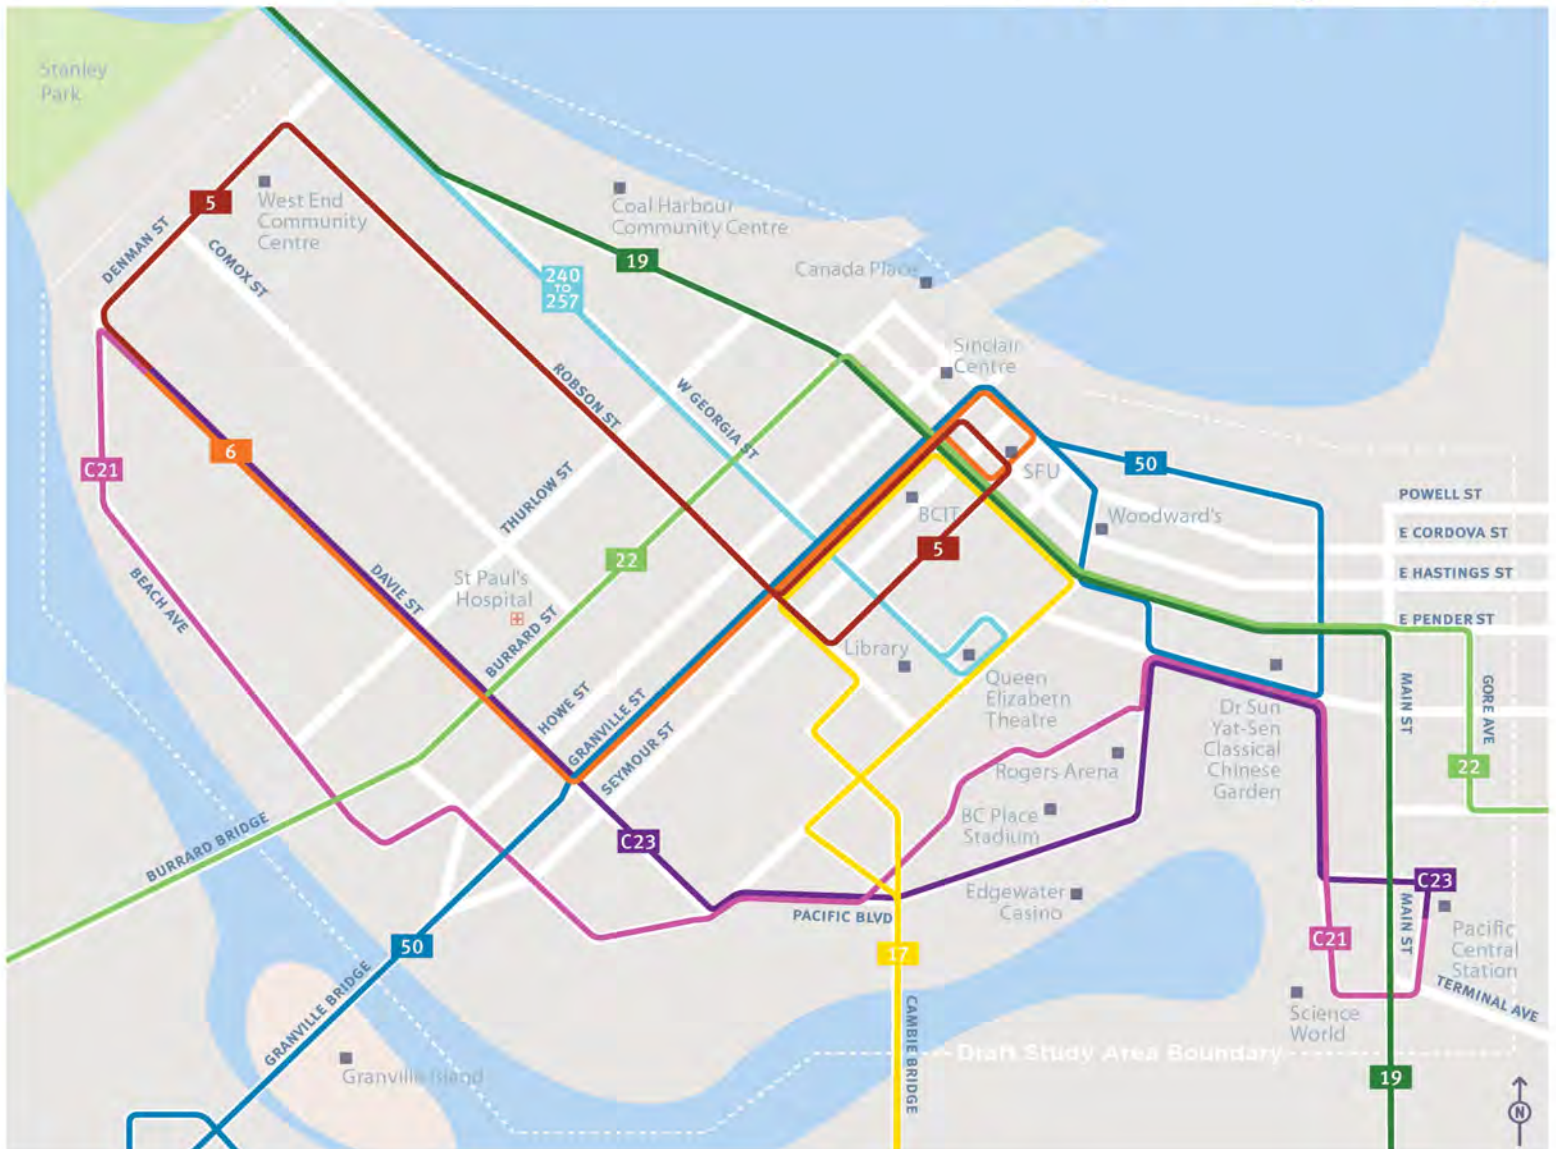 Stanley
Park
5
West End
Community
Centre
DENMAN ST
COMOX ST
Coal Harbour
Community Centre
19
240
TO
257
Canada Place
Sinclair
Centre
ROBSON ST
W GEORGIA ST
6
C21
THURLOW ST
SFU
50
BCIT
Woodward's
POWELL ST
E CORDOVA ST
E HASTINGS ST
E PENDER ST
5
22
St Paul's
Hospital
DAVIE ST
BEACH AVE
BURRARD ST
Library
Queen
Elizabeth
Theatre
HOWE ST
GRANVILLE ST
SEYMOUR ST
MAIN ST
GORE AVE
Dr Sun
Yat-Sen
Classical
Chinese
Garden
22
Rogers Arena
BC Place
Stadium
BURRARD BRIDGE
C23
Edgewater
Casino
C23
PACIFIC BLVD
MAIN ST
50
17
C21
Pacific
Central
Station
TERMINAL AVE
GRANVILLE BRIDGE
CAMBIE BRIDGE
Science
World
Draft Study Area Boundary
Granville Island
19
N